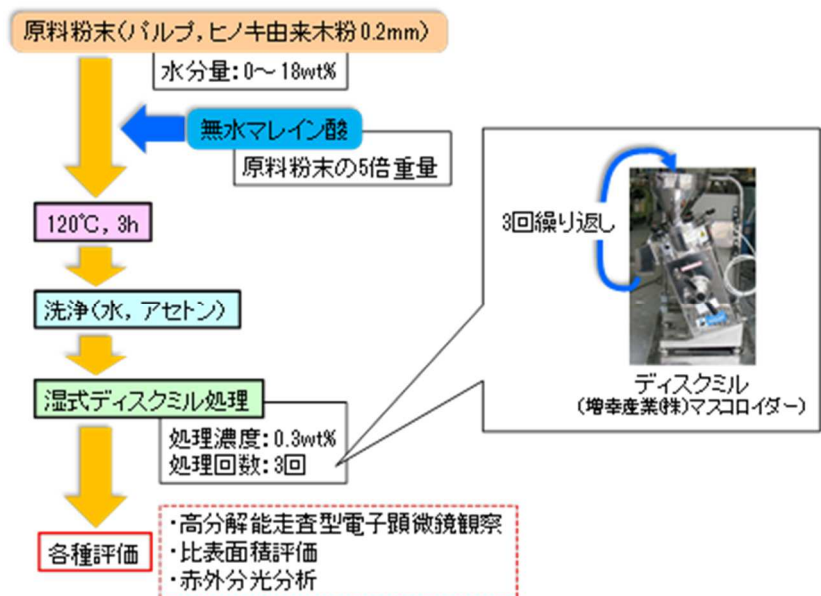 原料粉末(パルプ,ヒノキ由来木粉0.2mm)
水分量:0～18wt%
無水マレイン酸
原料粉末の5倍重量
120℃, 3h
洗浄(水, アセトン)
湿式ディスクミル処理
処理濃度:0.3wt%
処理回数:3回
各種評価
・高分解能走査型電子顕微鏡観察
・比表面積評価
・赤外分光分析
3回繰り返し
ディスクミル
(増幸産業(株)マスコロイダー)